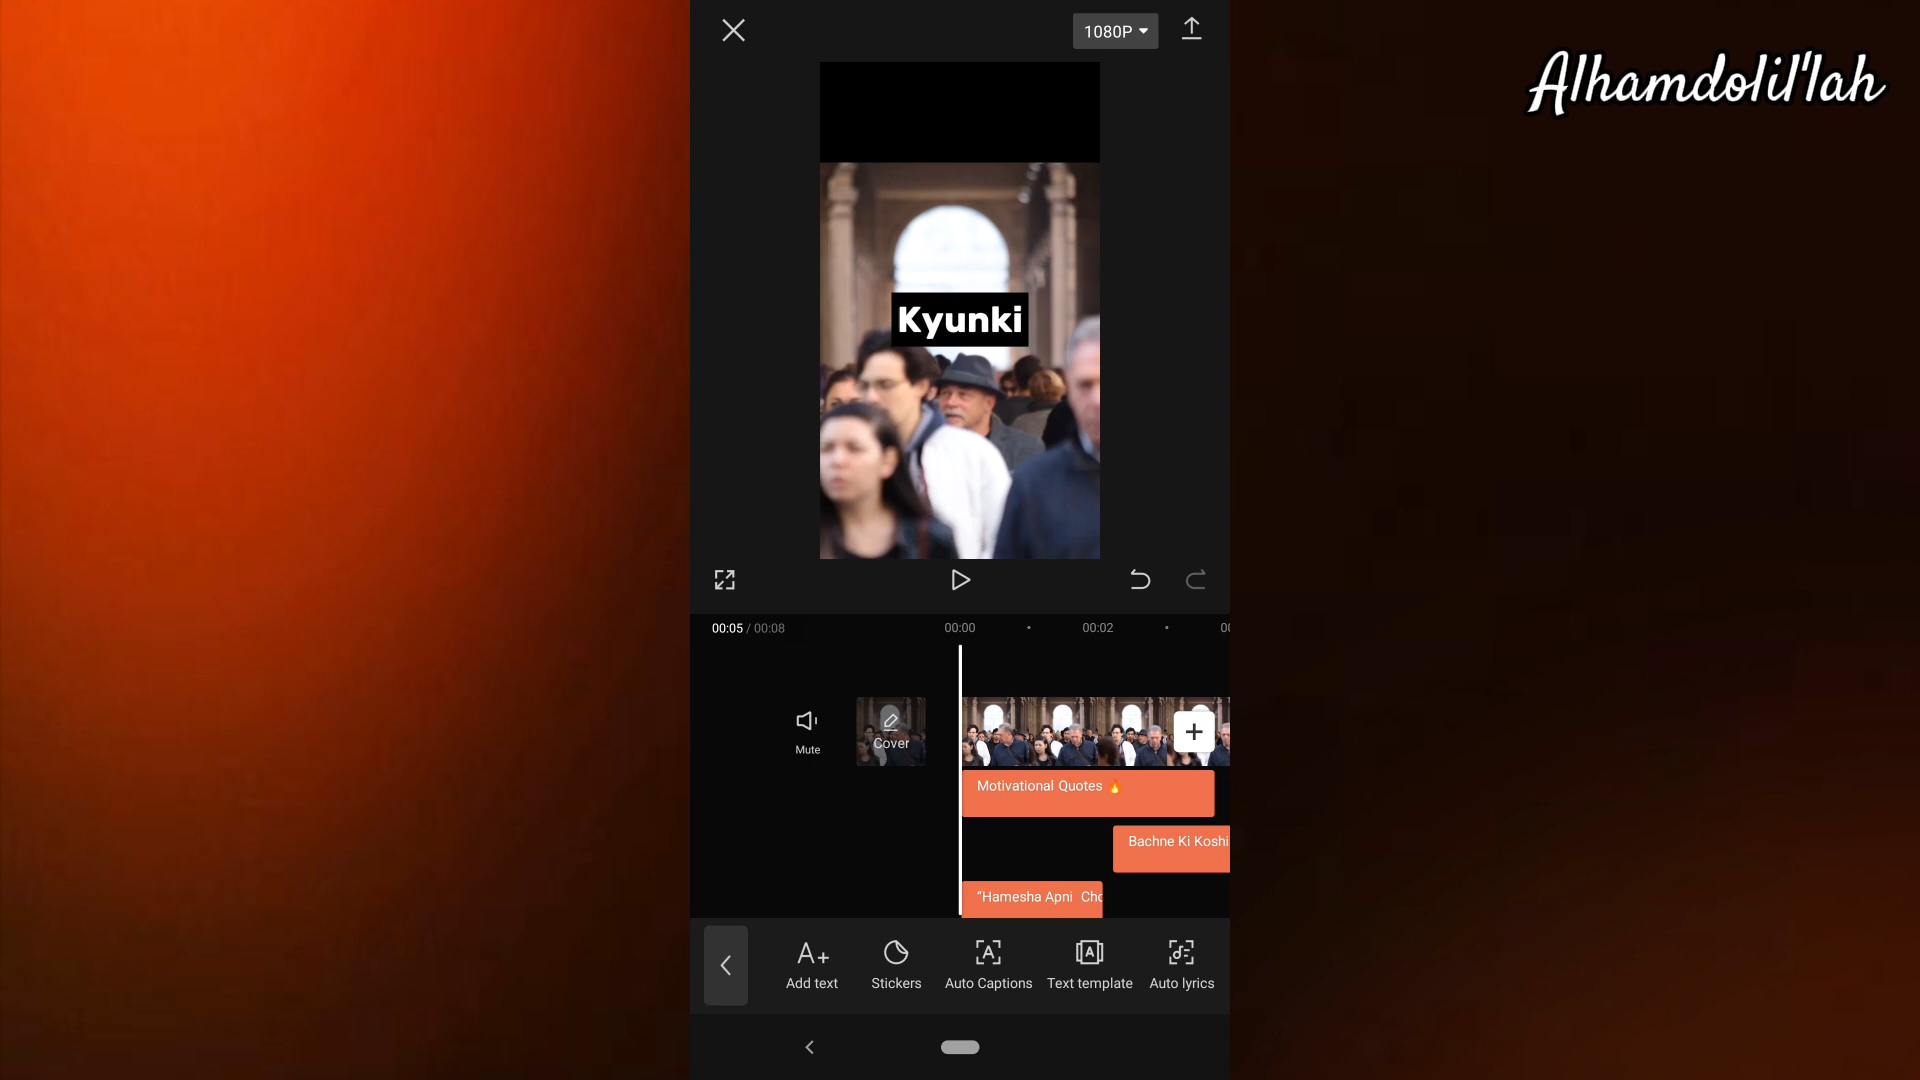 1080P
Alhamdolil'lah
Kyunki
00:05 / 00:08
00:00
00:02
Mute
Cover
Motivational Quotes 🔥
Bachne Ki Koshi
“Hamesha Apni Cho
Add text
Stickers
Auto Captions
Text template
Auto lyrics